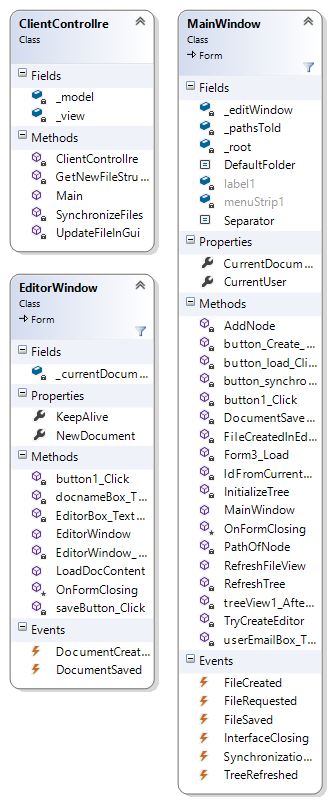 ClientControllre
Class
Fields
_model
_view
Methods
ClientControllre
GetNewFileStru...
Main
SynchronizeFiles
UpdateFileInGui
EditorWindow
Class
Form
Fields
_currentDocum...
Properties
KeepAlive
NewDocument
Methods
button1_Click
docnameBox_T...
EditorBox_Text...
EditorWindow
EditorWindow_...
LoadDocContent
OnFormClosing
saveButton_Click
Events
DocumentCreat...
DocumentSaved
MainWindow
Class
Form
Fields
_editWindow
_pathsToId
_root
DefaultFolder
label1
menuStrip1
Separator
Properties
CurrentDocum...
CurrentUser
Methods
AddNode
button_Create_...
button_load_Cli...
button_synchro...
button1_Click
DocumentSave...
FileCreatedInEd...
Form3_Load
IdFromCurrent...
InitializeTree
MainWindow
OnFormClosing
PathOfNode
RefreshFileView
RefreshTree
treeView1_Afte...
TryCreateEditor
userEmailBox_T...
Events
FileCreated
FileRequested
FileSaved
InterfaceClosing
Synchronizatio...
TreeRefreshed